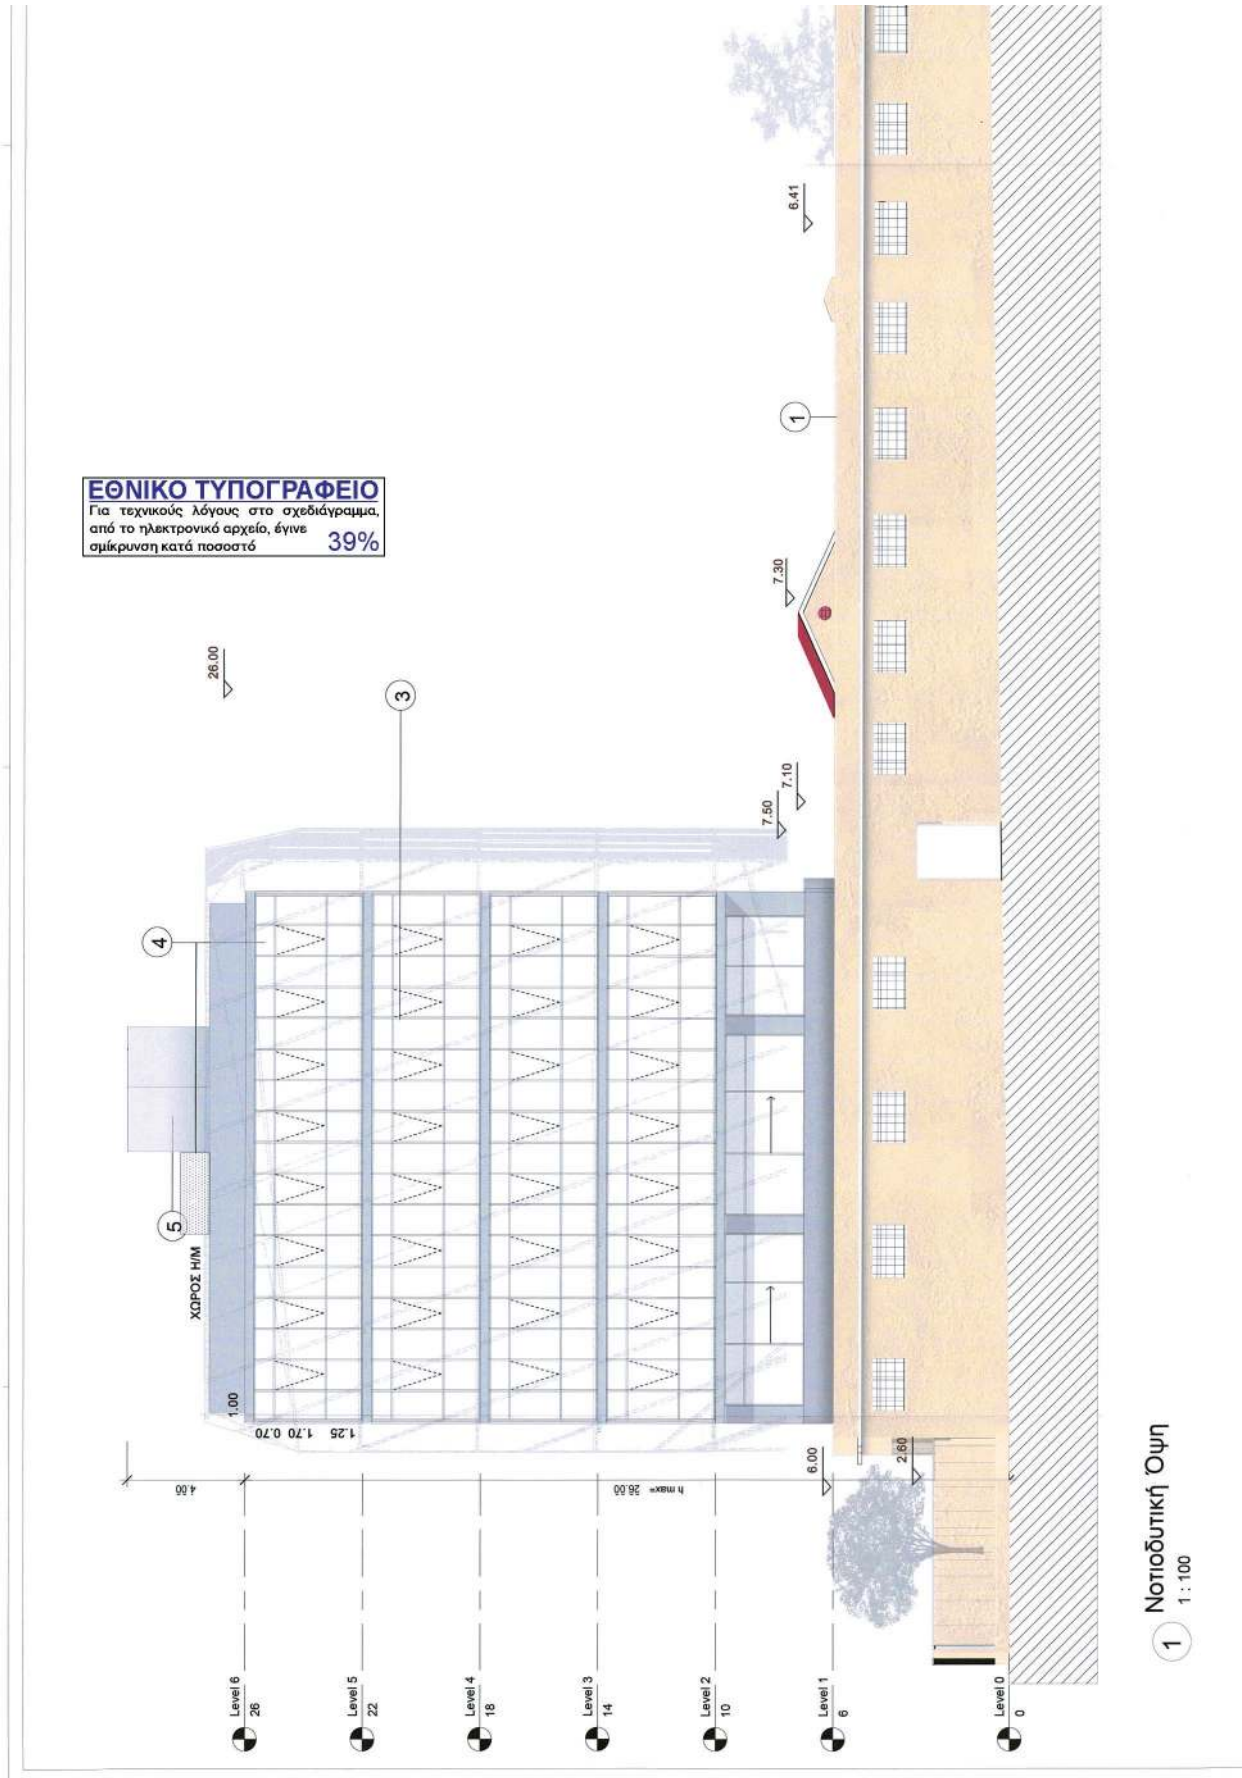 ΕΘΝΙΚΟ ΤΥΠΟΓΡΑΦΕΙΟ
Για τεχνικούς λόγους στο σχεδιάγραμμα,
από το ηλεκτρονικό αρχείο, έγινε
σμίκρυνση κατά ποσοστό 39%
26.00
6.41
1
7.30
3
7.10
7.50
4
5
ΧΩΡΟΣ Η/Μ
1.00
0.70
1.70
1.25
4.00
h max= 26.00
6.00
2.60
Level 6
26
Level 5
22
Level 4
18
Level 3
14
Level 2
10
Level 1
6
Level 0
0
1 Νοτιοδυτική Όψη
1 : 100